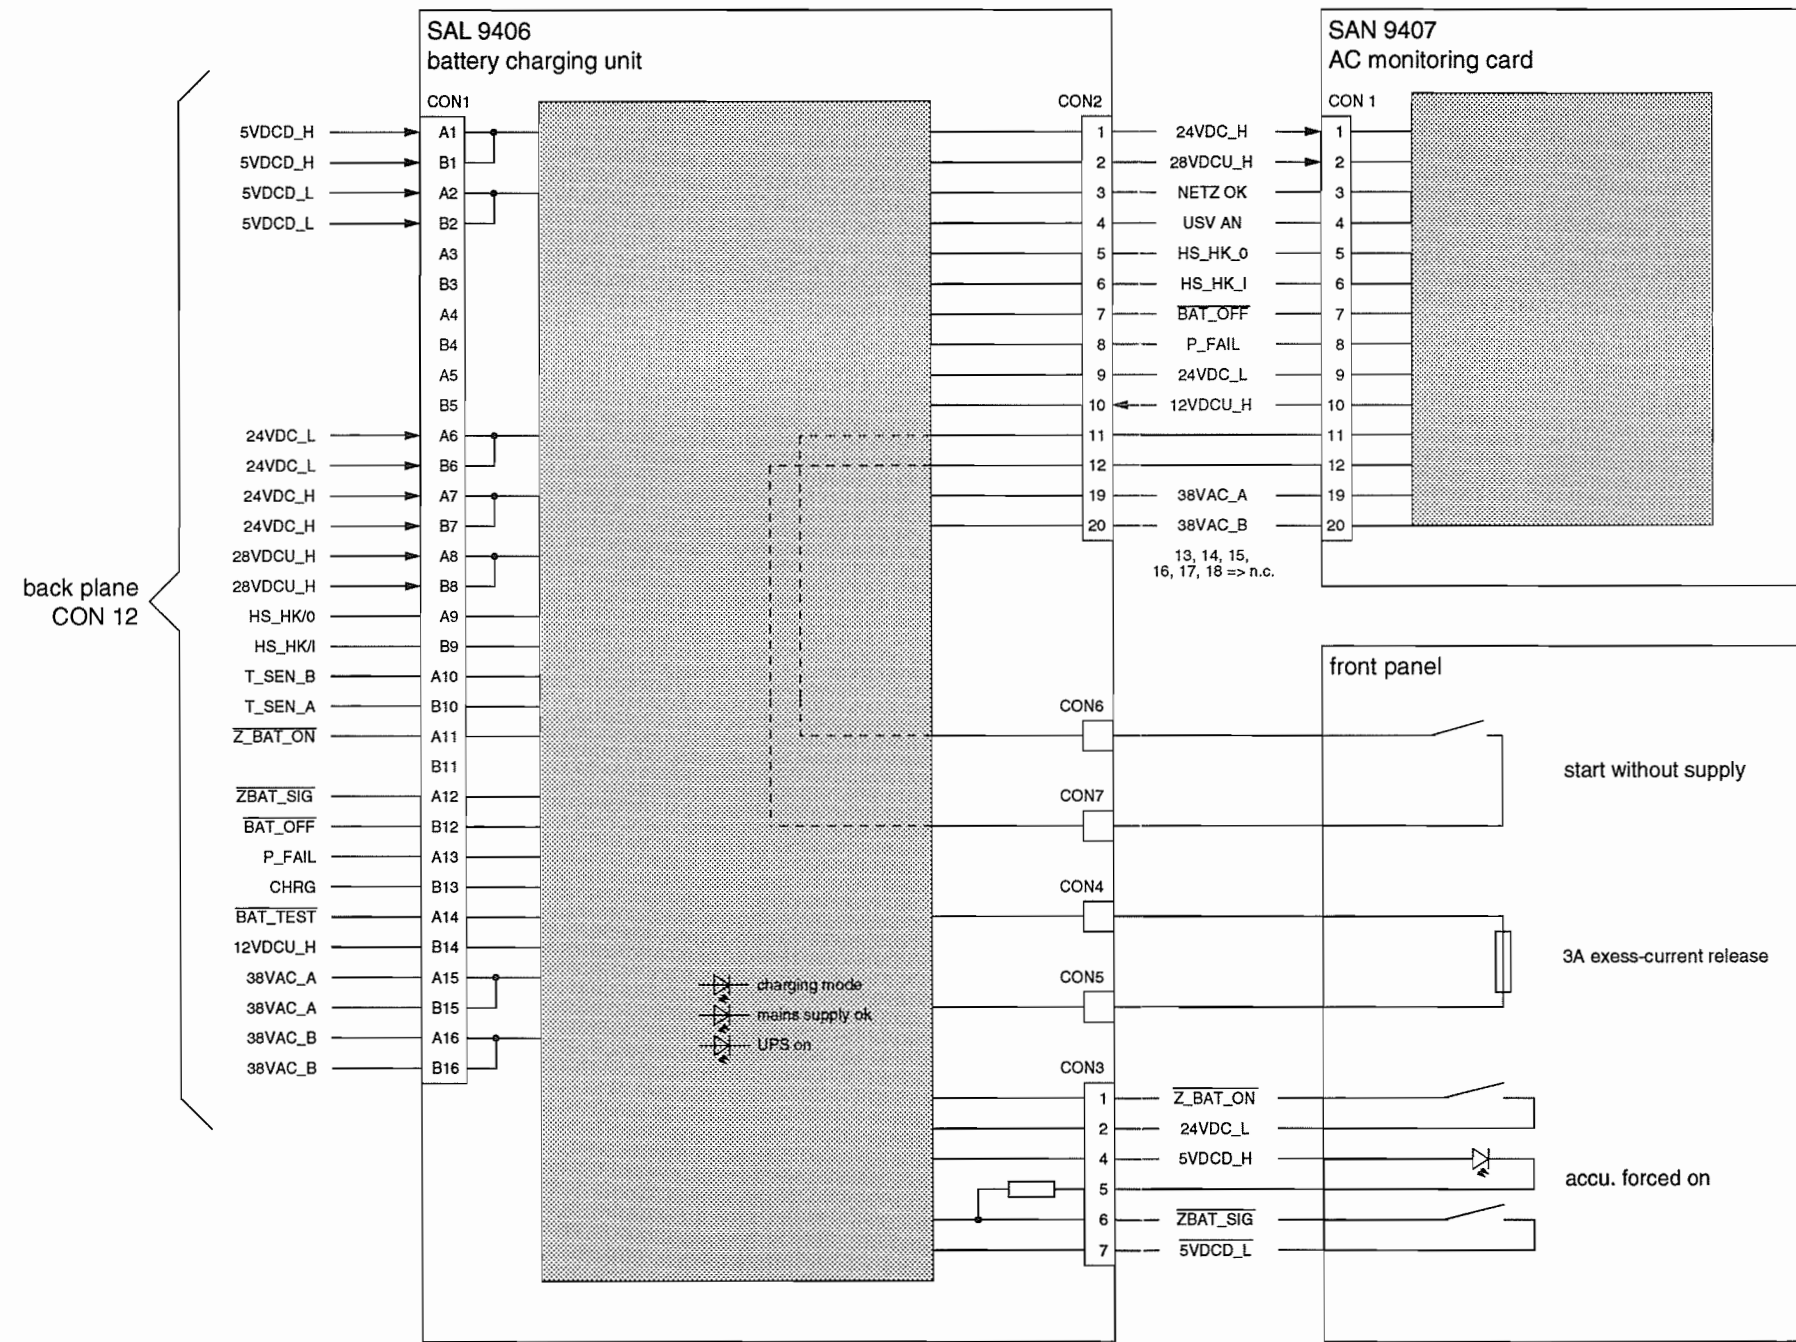 SAL 9406
battery charging unit
SAN 9407
AC monitoring card
CON1
CON2
CON 1
5VDCD_H A1 1 24VDC_H 1
5VDCD_H B1 2 28VDCU_H 2
5VDCD_L A2 3 NETZ OK 3
5VDCD_L B2 4 USV AN 4
A3 5 HS_HK_0 5
B3 6 HS_HK_I 6
A4 7 BAT_OFF 7
B4 8 P_FAIL 8
A5 9 24VDC_L 9
B5 10 12VDCU_H 10
24VDC_L A6 11 11
24VDC_L B6 12 12
24VDC_H A7 19 38VAC_A 19
24VDC_H B7 20 38VAC_B 20
28VDCU_H A8 13, 14, 15,
28VDCU_H B8 16, 17, 18 => n.c.
back plane
CON 12
HS_HK/0 A9
HS_HK/I B9
T_SEN_B A10
T_SEN_A B10
Z_BAT_ON A11
B11
ZBAT_SIG A12
BAT_OFF B12
P_FAIL A13
CHRG B13
BAT_TEST A14
12VDCU_H B14
38VAC_A A15
38VAC_A B15
38VAC_B A16
38VAC_B B16
charging mode
mains supply ok
UPS on
front panel
CON6
start without supply
CON7
CON4
3A exess-current release
CON5
CON3
1 Z_BAT_ON
2 24VDC_L
4 5VDCD_H
5
accu. forced on
6 ZBAT_SIG
7 5VDCD_L